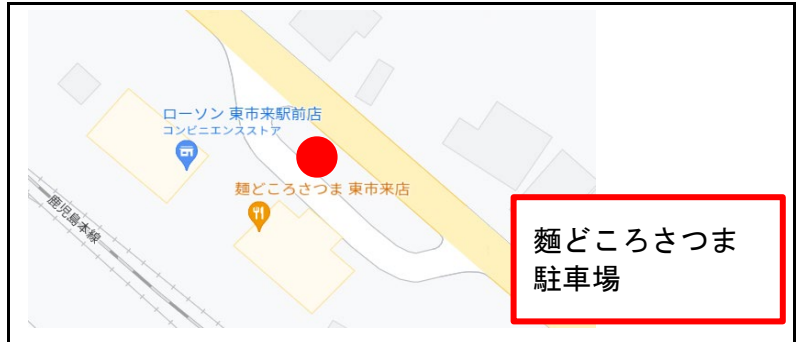 ローソン 東市来駅前店
コンビニエンスストア
麵どころさつま 東市来店
鹿児島本線
麵どころさつま
駐車場